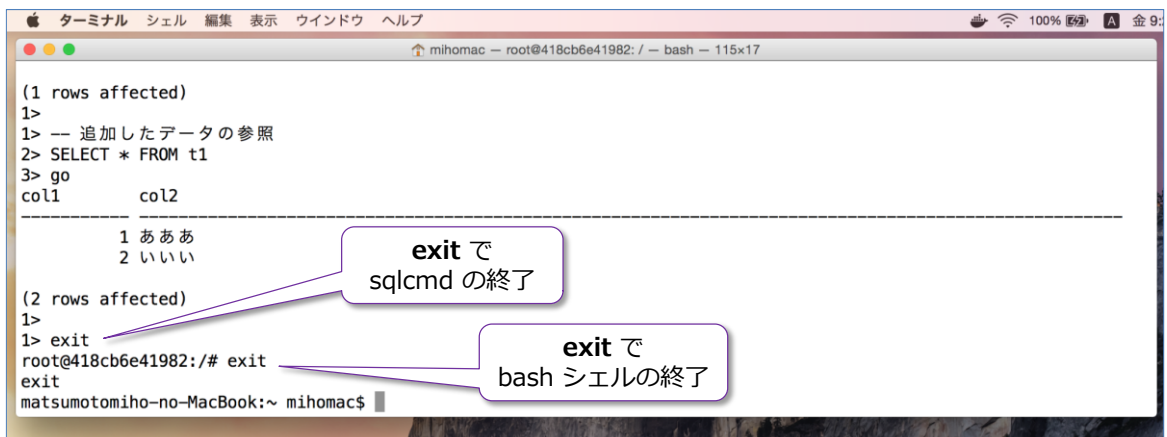 ターミナル シェル 編集 表示 ウインドウ ヘルプ 100% A 金 9:
mihomac — root@418cb6e41982: / — bash — 115×17
(1 rows affected)
1>
1> -- 追加したデータの参照
2> SELECT * FROM t1
3> go
col1 col2
----------- ----------------------------------------------------------------------------------------------------
1 あああ
2 いいい
(2 rows affected)
1>
1> exit
root@418cb6e41982:/# exit
exit
matsumotomiho-no-MacBook:~ mihomac$
exit で
sqlcmd の終了
exit で
bash シェルの終了